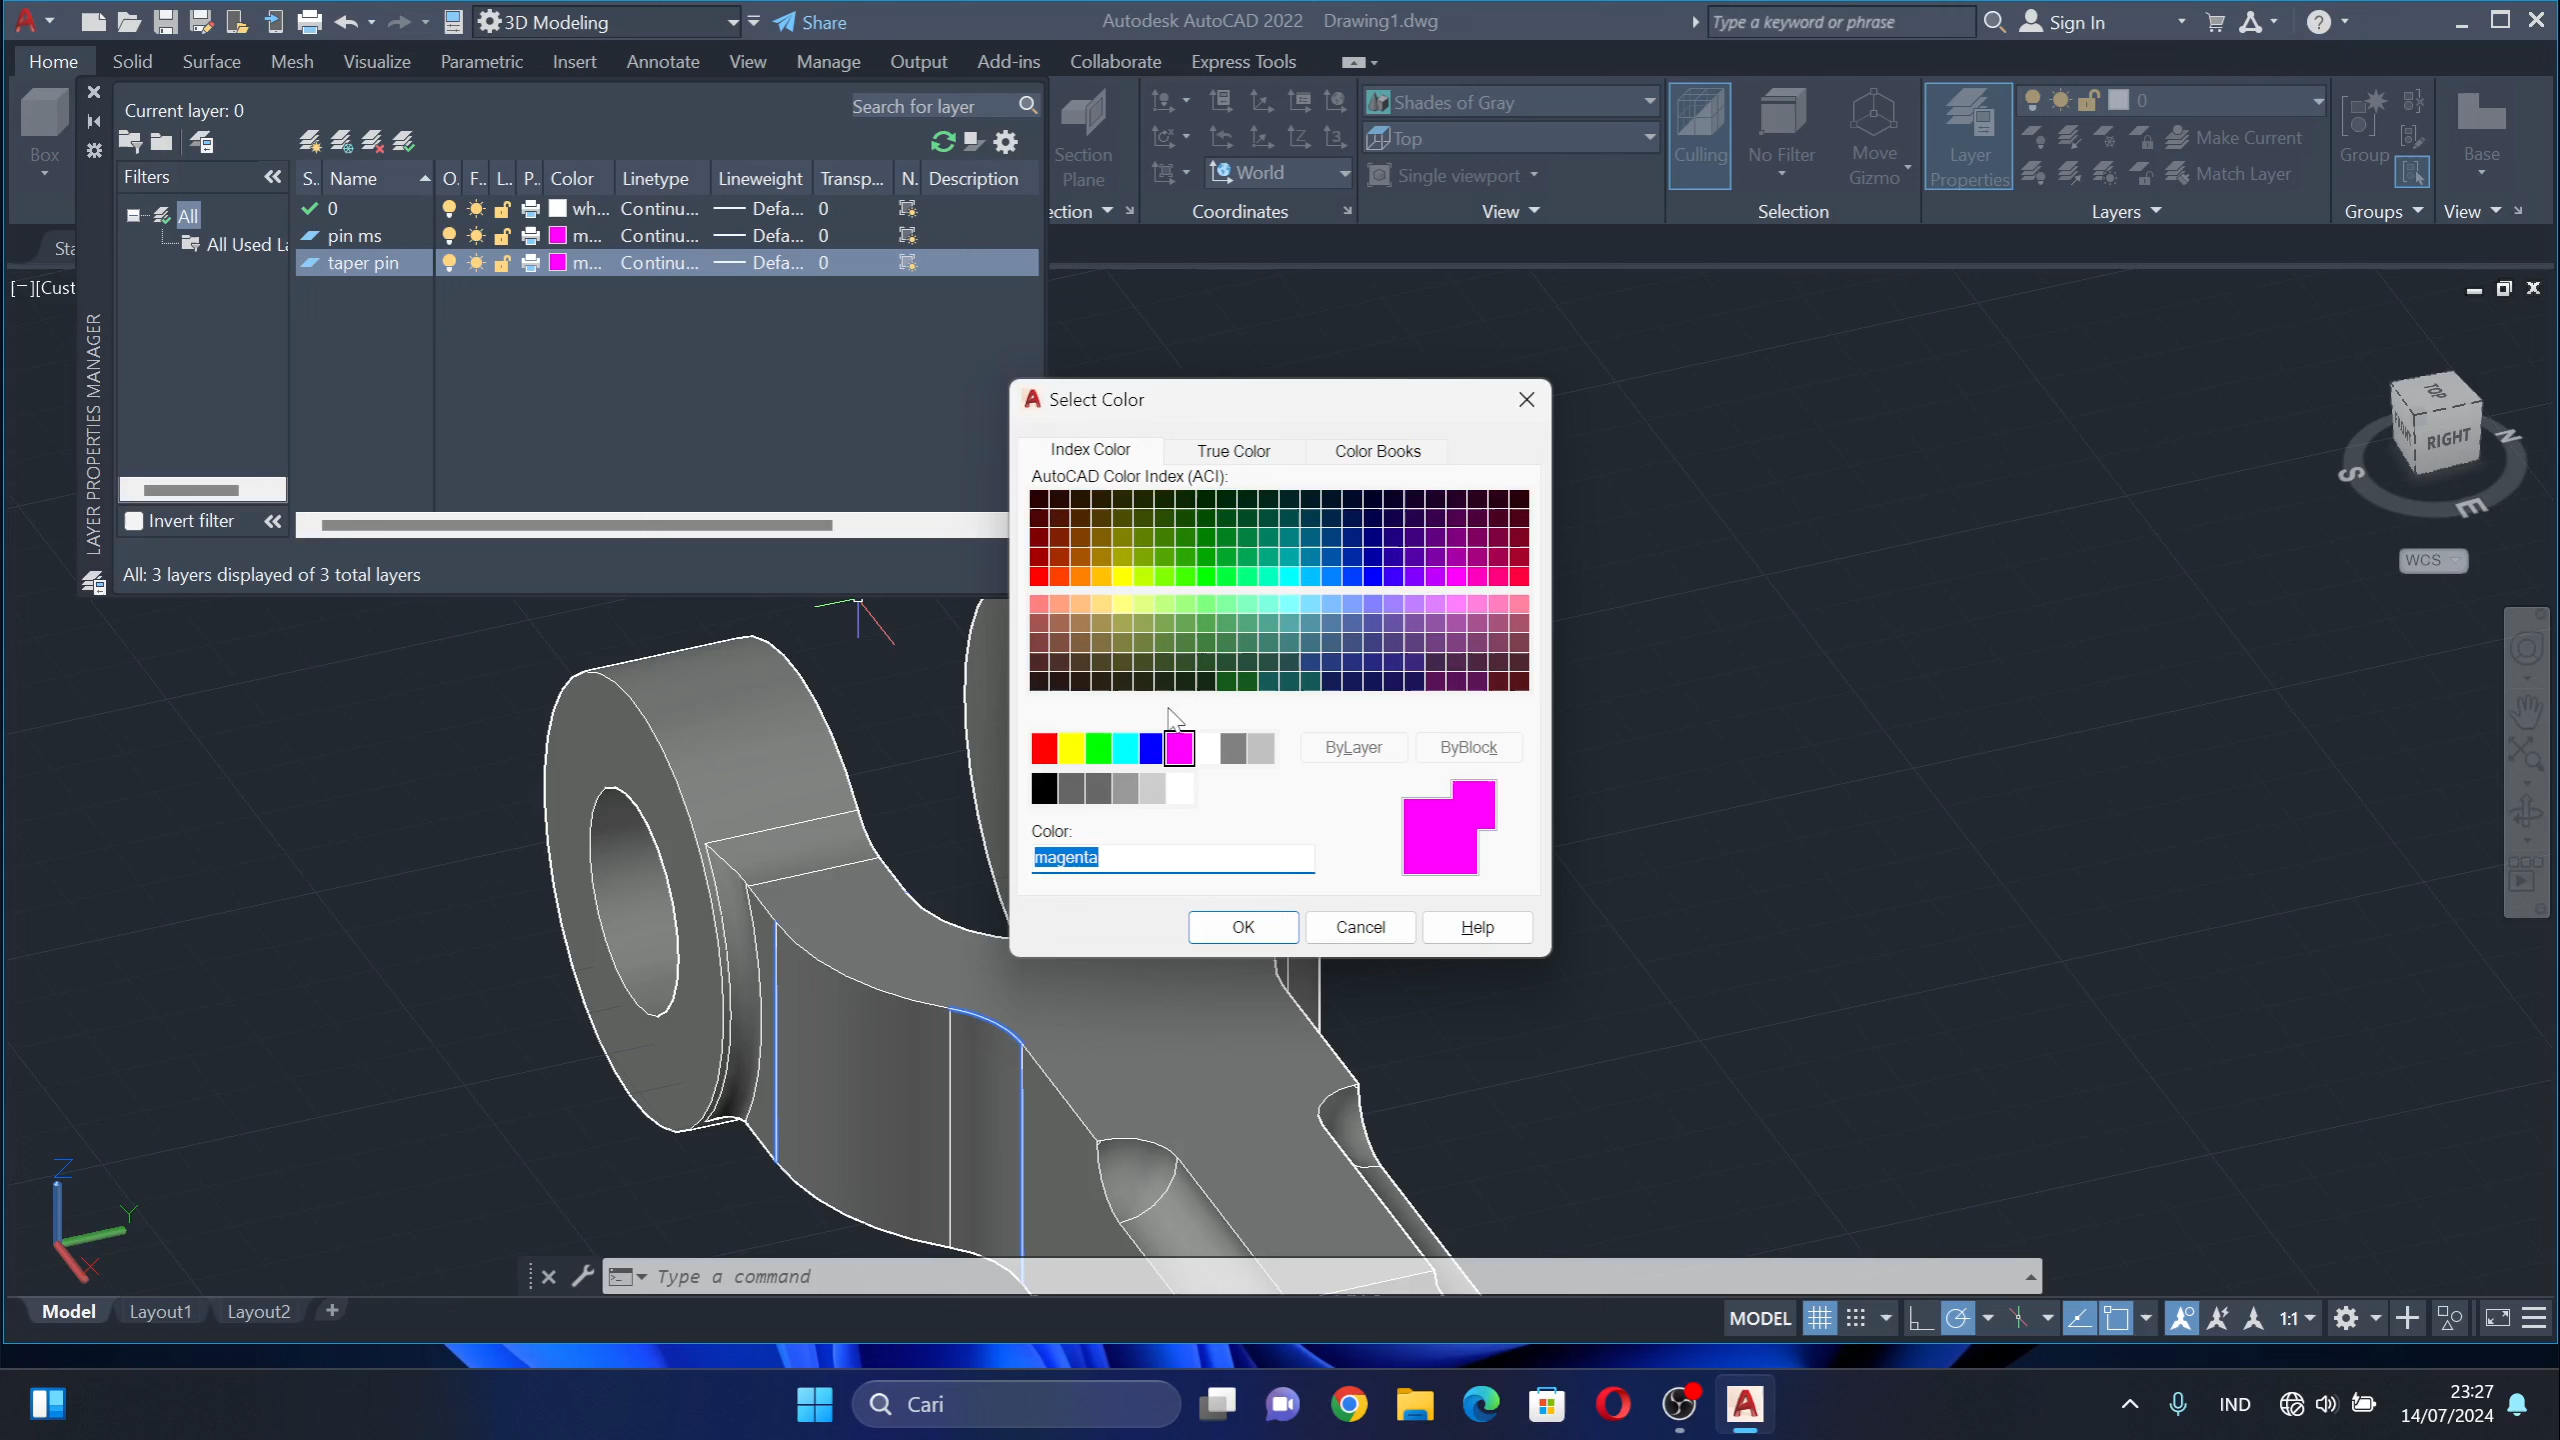 3D Modeling
Share
Autodesk AutoCAD 2022 Drawing1.dwg
Type a keyword or phrase
Sign In
Home Solid Surface Mesh Visualize Parametric Insert Annotate View Manage Output Add-ins Collaborate Express Tools
Box
Current layer: 0
Search for layer
Filters
S.. Name O. F.. L.. P.. Color Linetype Lineweight Transp... N. Description
All
All Used La
0 wh... Continu... Defa... 0
pin ms m... Continu... Defa... 0
taper pin m... Continu... Defa... 0
Invert filter
All: 3 layers displayed of 3 total layers
LAYER PROPERTIES MANAGER
Sta
[−][Cust
Section Plane
ection
World
Coordinates
Shades of Gray
Top
Single viewport
View
Culling
No Filter
Move Gizmo
Selection
Layer Properties
0
Make Current
Match Layer
Layers
Group
Groups
Base
View
TOP
RIGHT
S
E
N
WCS
Select Color
Index Color True Color Color Books
AutoCAD Color Index (ACI):
ByLayer ByBlock
Color:
magenta
OK Cancel Help
Z
Y
X
Type a command
Model Layout1 Layout2
MODEL
1:1
Cari
IND
23:27
14/07/2024